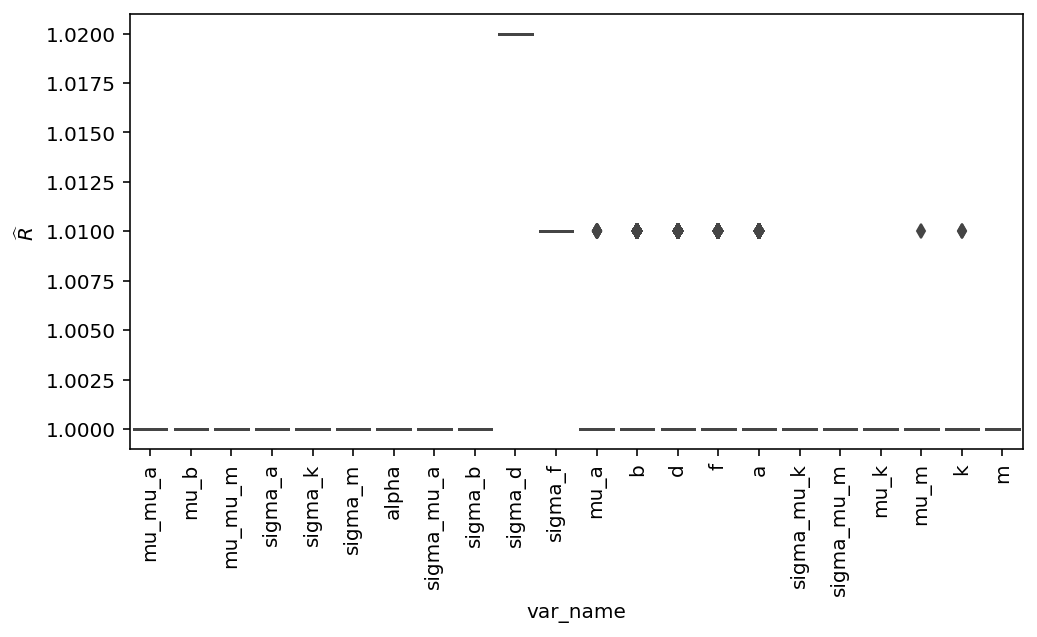 1.0200
1.0175
1.0150
1.0125
1.0100
1.0075
1.0050
1.0025
1.0000
R̂
mu_mu_a
mu_b
mu_mu_m
sigma_a
sigma_k
sigma_m
alpha
sigma_mu_a
sigma_b
sigma_d
sigma_f
mu_a
b
d
f
a
sigma_mu_k
sigma_mu_m
mu_k
mu_m
k
m
var_name